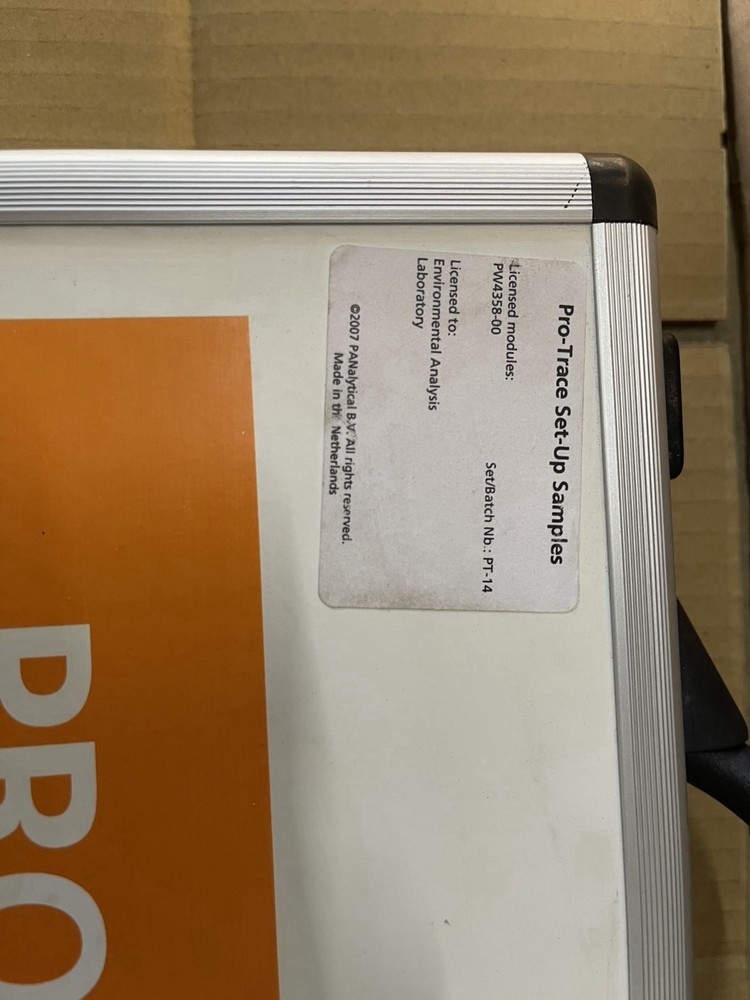 Pro-Trace Set-Up Samples
Licensed modules:
PW4358-00
Set/Batch Nb.: PT-14
Licensed to:
Environmental Analysis
Laboratory
©2007 PANalytical B.V. All rights reserved.
Made in the Netherlands
PRO